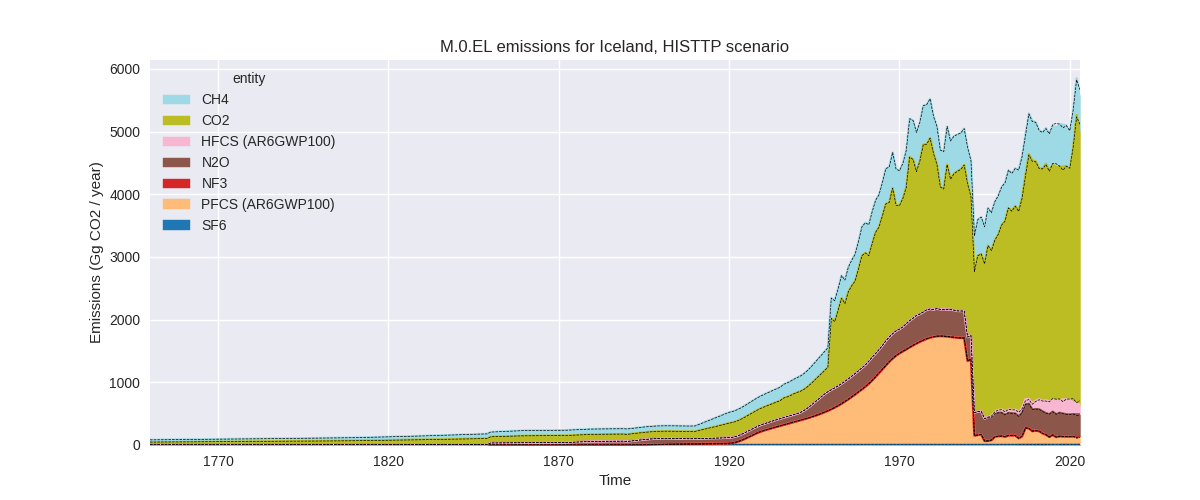 M.0.EL emissions for Iceland, HISTTP scenario
entity
CH4
CO2
HFCS (AR6GWP100)
N2O
NF3
PFCS (AR6GWP100)
SF6
Emissions (Gg CO2 / year)
6000
5000
4000
3000
2000
1000
0
1770 1820 1870 1920 1970 2020
Time